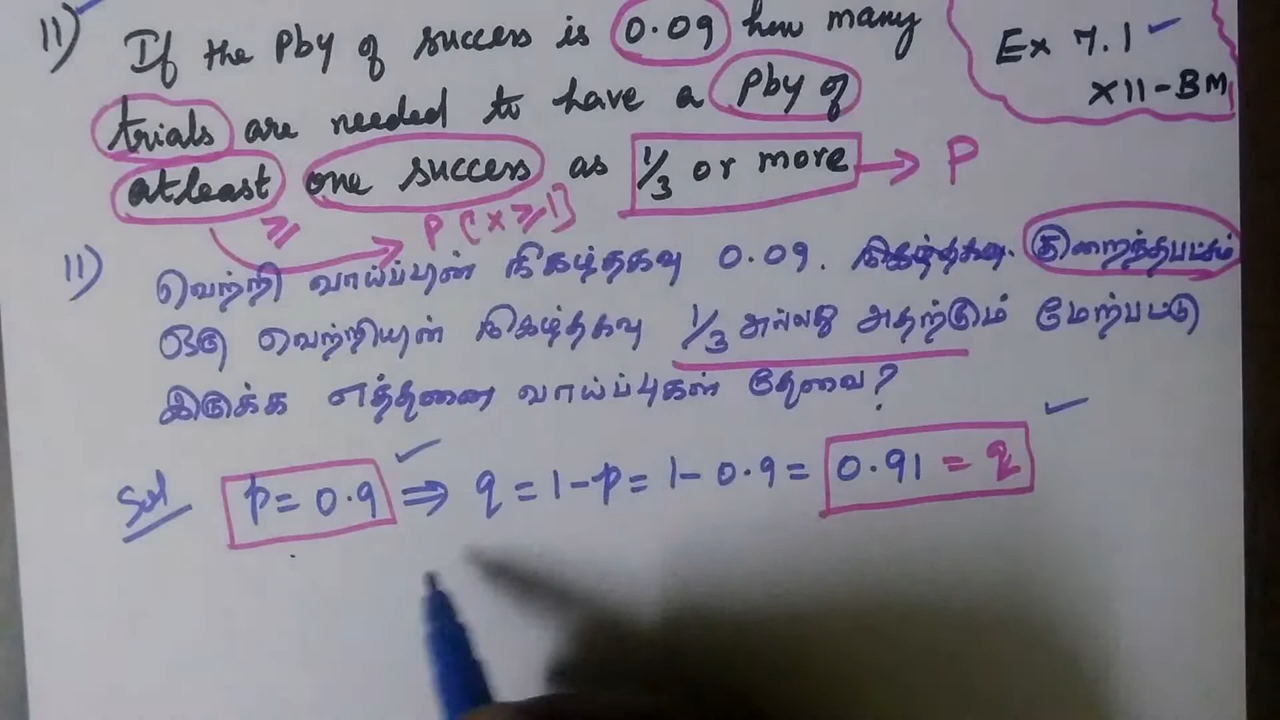 11) If the pby of success is 0.09 how many
trials are needed to have a pby of
atleast one success as 1/3 or more → P
≥ P[X ≥ 1]
Ex 7.1
XII-BM
11) வெற்றி வாய்ப்பின் நிகழ்தகவு 0.09. நிகழ்தகவு. குறைந்தபட்சம்
ஒரு வெற்றியின் நிகழ்தகவு 1/3 அல்லது அதற்கும் மேற்பட்டு
இருக்க எத்தனை வாய்ப்புகள் தேவை?
Sol p = 0.9 ⇒ q = 1 - p = 1 - 0.9 = 0.91 = q